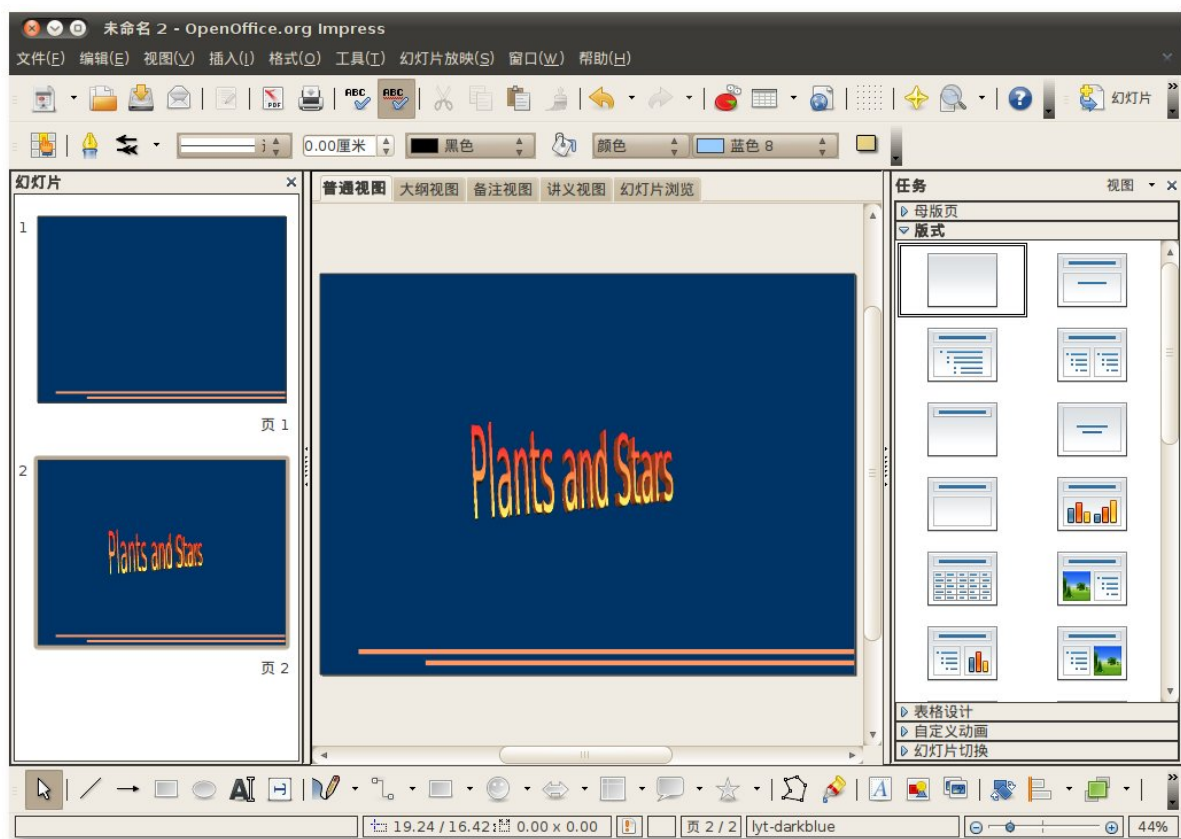 未命名 2 - OpenOffice.org Impress
文件(F) 编辑(E) 视图(V) 插入(I) 格式(O) 工具(T) 幻灯片放映(S) 窗口(W) 帮助(H)
PDF ABC ABC 幻灯片
0.00厘米 黑色 颜色 蓝色 8
幻灯片
普通视图 大纲视图 备注视图 讲义视图 幻灯片浏览
任务 视图
母版页
版式
1
页 1
2
Plants and Stars
页 2
Plants and Stars
表格设计
自定义动画
幻灯片切换
19.24 / 16.42 0.00 x 0.00 页 2 / 2 lyt-darkblue 44%